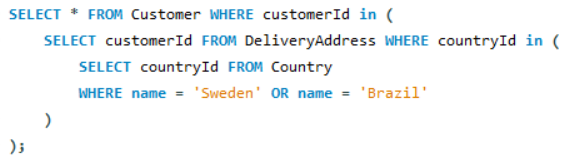 SELECT * FROM Customer WHERE customerId in (
    SELECT customerId FROM DeliveryAddress WHERE countryId in (
        SELECT countryId FROM Country
        WHERE name = 'Sweden' OR name = 'Brazil'
    )
);